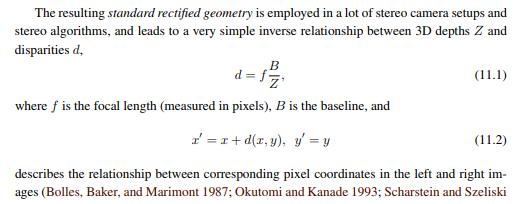 The resulting standard rectified geometry is employed in a lot of stereo camera setups and
stereo algorithms, and leads to a very simple inverse relationship between 3D depths Z and
disparities d,
d = f B/Z, (11.1)
where f is the focal length (measured in pixels), B is the baseline, and
x′ = x + d(x, y), y′ = y (11.2)
describes the relationship between corresponding pixel coordinates in the left and right im-
ages (Bolles, Baker, and Marimont 1987; Okutomi and Kanade 1993; Scharstein and Szeliski